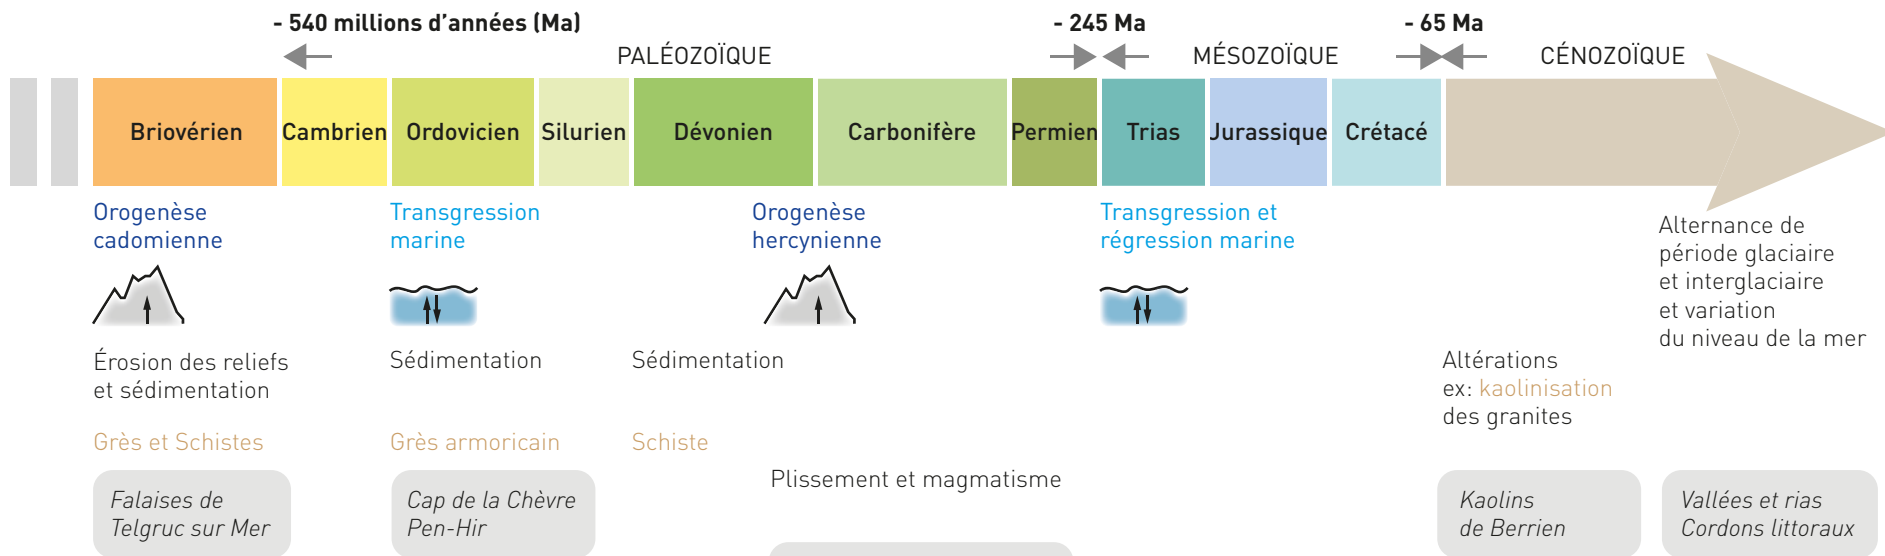 - 540 millions d'années (Ma)
- 245 Ma
- 65 Ma
PALÉOZOÏQUE
MÉSOZOÏQUE
CÉNOZOÏQUE
Briovérien
Cambrien
Ordovicien
Silurien
Dévonien
Carbonifère
Permien
Trias
Jurassique
Crétacé
Orogenèse
cadomienne
Transgression
marine
Orogenèse
hercynienne
Transgression et
régression marine
Alternance de
période glaciaire
et interglaciaire
et variation
du niveau de la mer
Érosion des reliefs
et sédimentation
Sédimentation
Sédimentation
Altérations
ex: kaolinisation
des granites
Grès et Schistes
Grès armoricain
Schiste
Plissement et magmatisme
Falaises de
Telgruc sur Mer
Cap de la Chèvre
Pen-Hir
Kaolins
de Berrien
Vallées et rias
Cordons littoraux